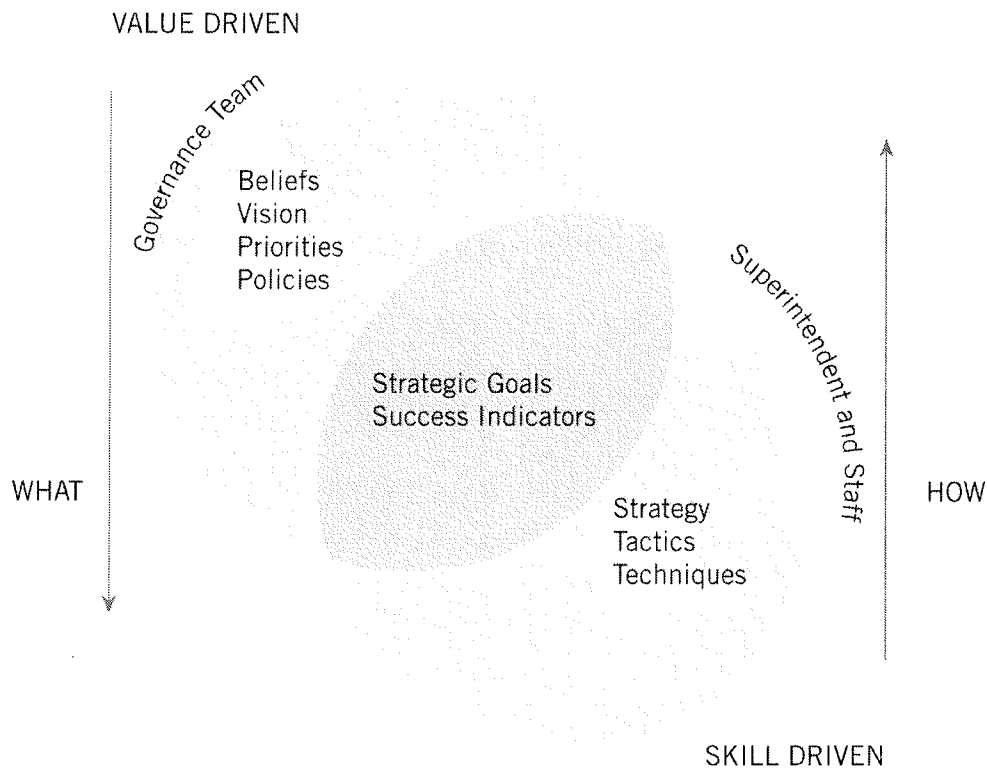 VALUE DRIVEN
Governance Team
Beliefs
Vision
Priorities
Policies
Superintendent and Staff
Strategic Goals
Success Indicators
WHAT
HOW
Strategy
Tactics
Techniques
SKILL DRIVEN